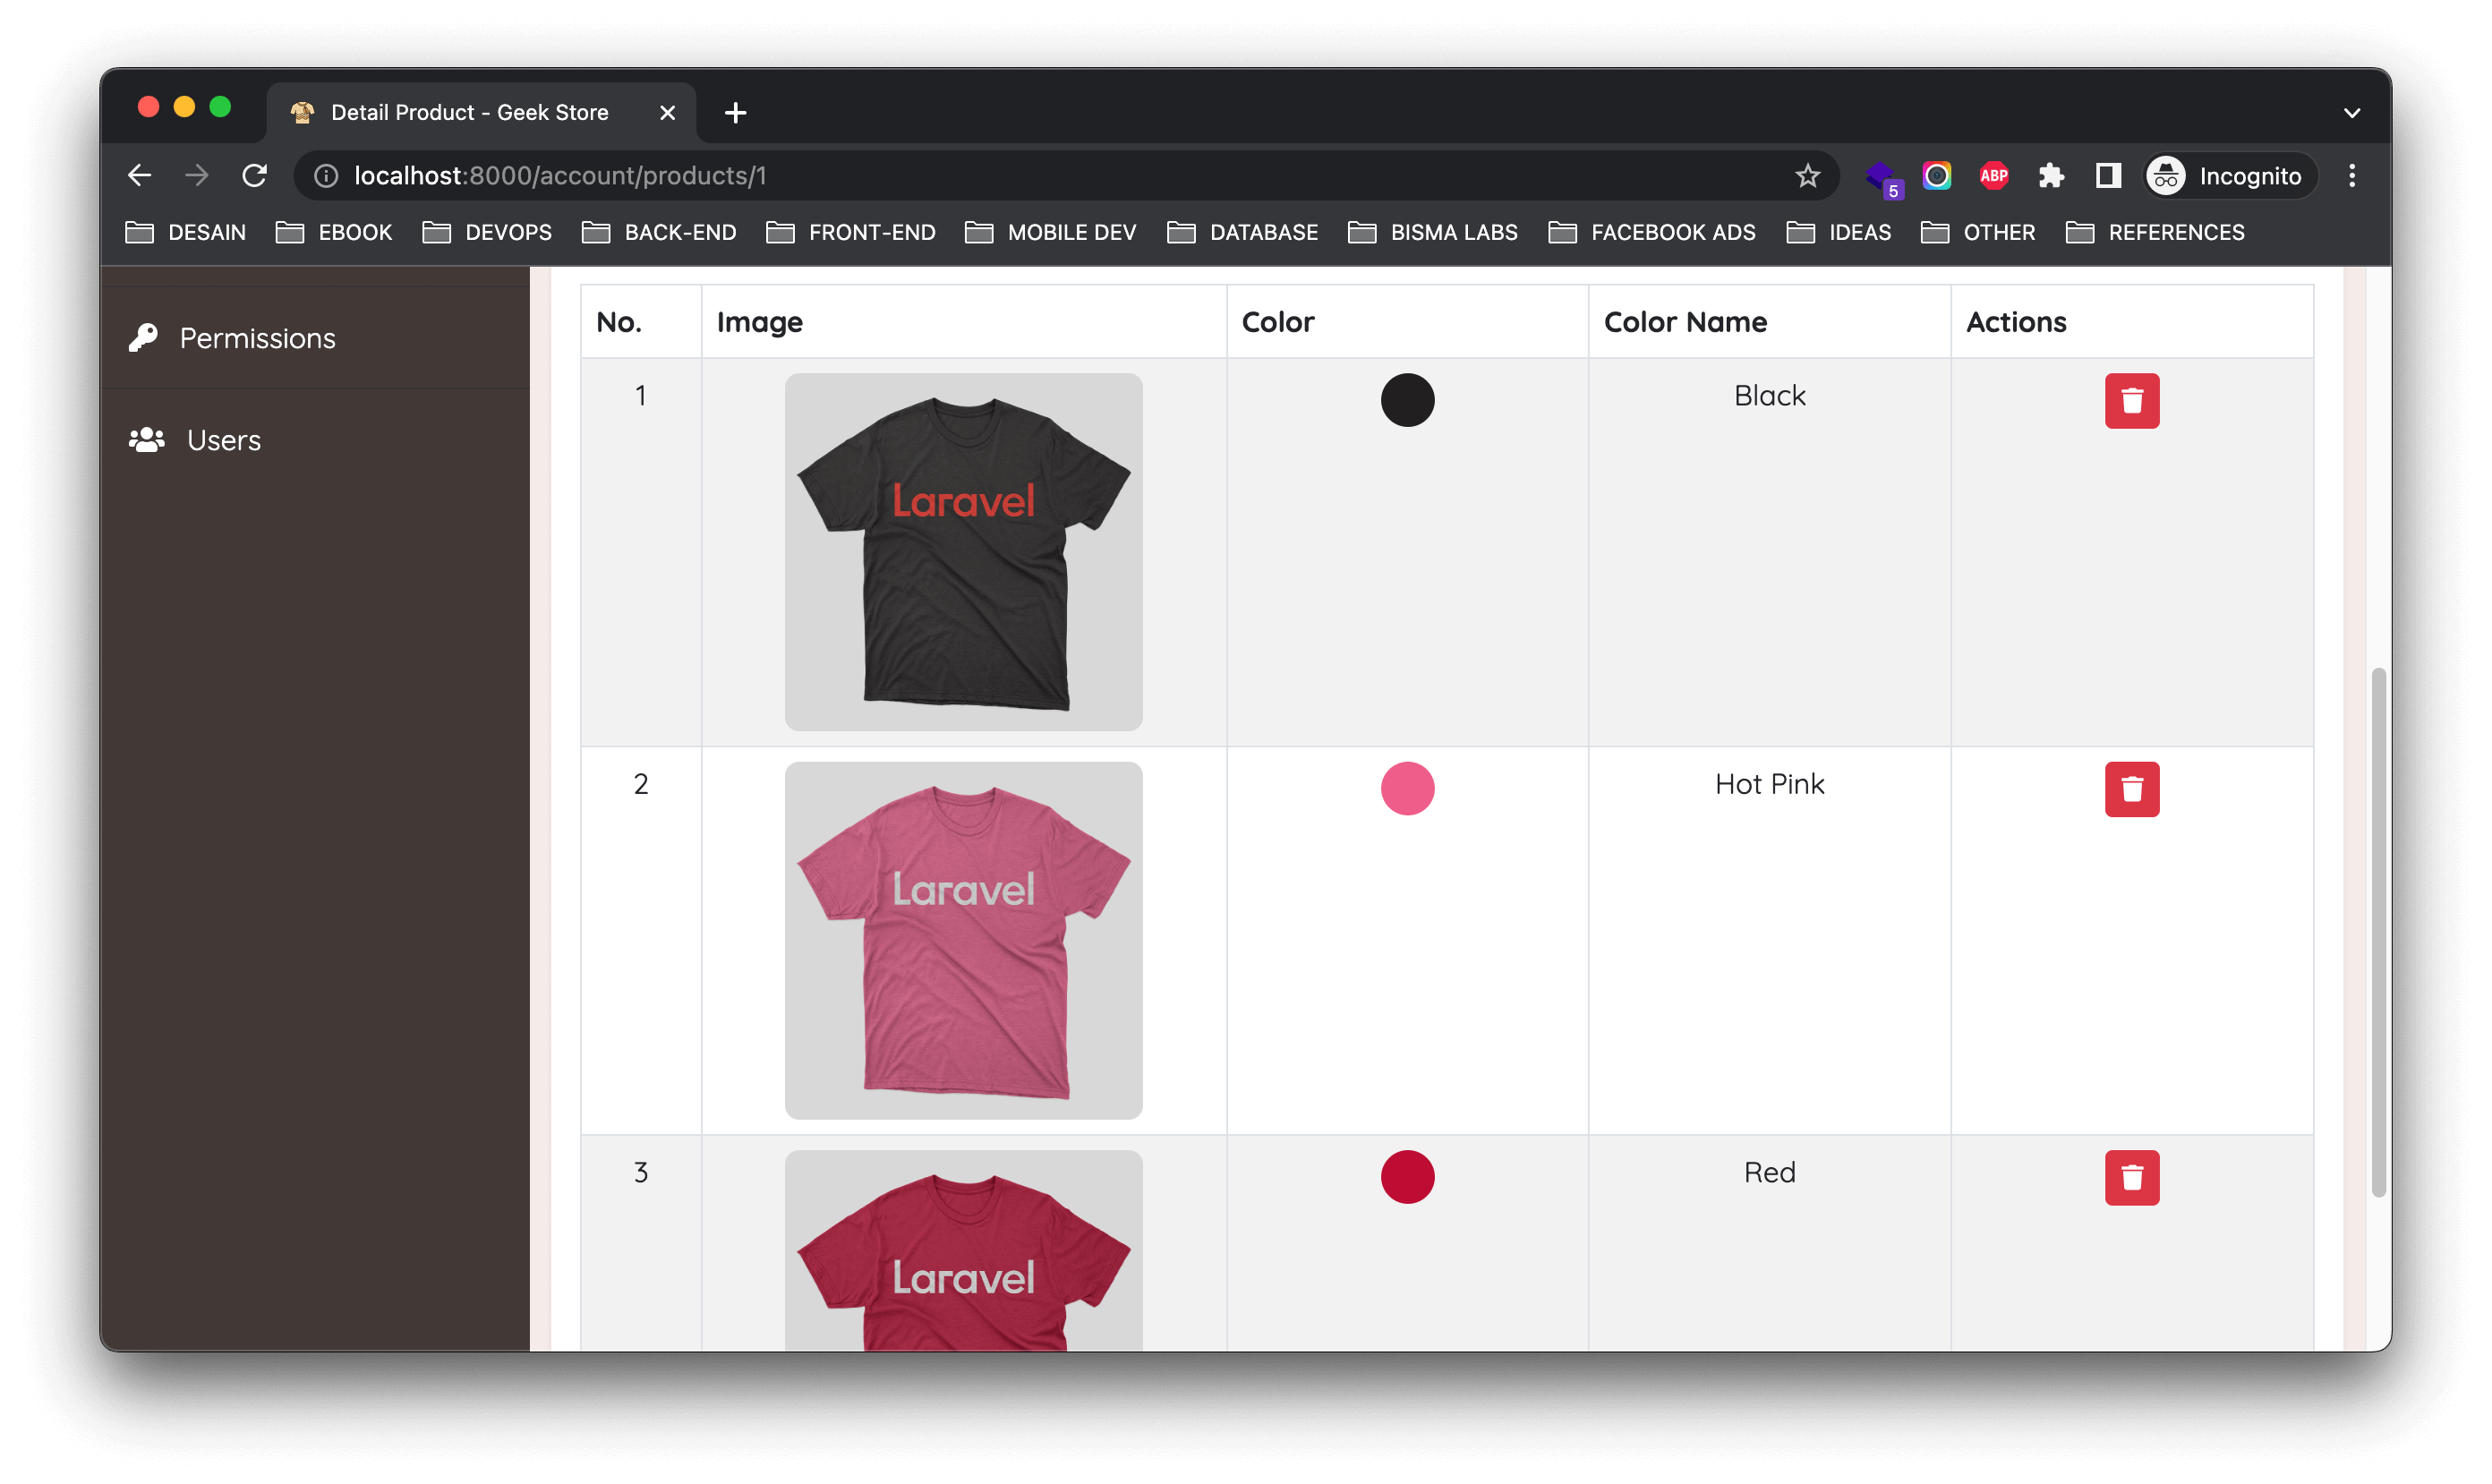 Detail Product - Geek Store
localhost:8000/account/products/1
5
ABP
Incognito
DESAIN EBOOK DEVOPS BACK-END FRONT-END MOBILE DEV DATABASE BISMA LABS FACEBOOK ADS IDEAS OTHER REFERENCES
Permissions
Users
No. Image Color Color Name Actions
1 Black
Laravel
2 Hot Pink
Laravel
3 Red
Laravel